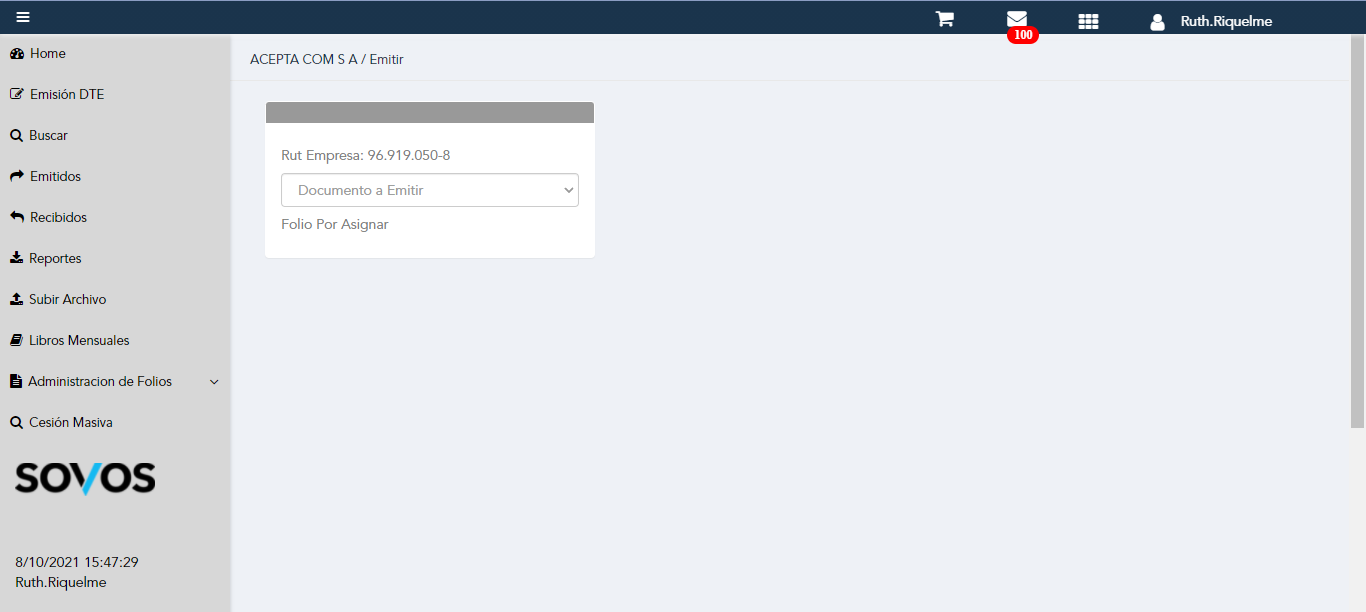 Ruth.Riquelme
100
Home
Emisión DTE
Buscar
Emitidos
Recibidos
Reportes
Subir Archivo
Libros Mensuales
Administracion de Folios
Cesión Masiva
SOVOS
8/10/2021 15:47:29
Ruth.Riquelme
ACEPTA COM S A / Emitir
Rut Empresa: 96.919.050-8
Documento a Emitir
Folio Por Asignar